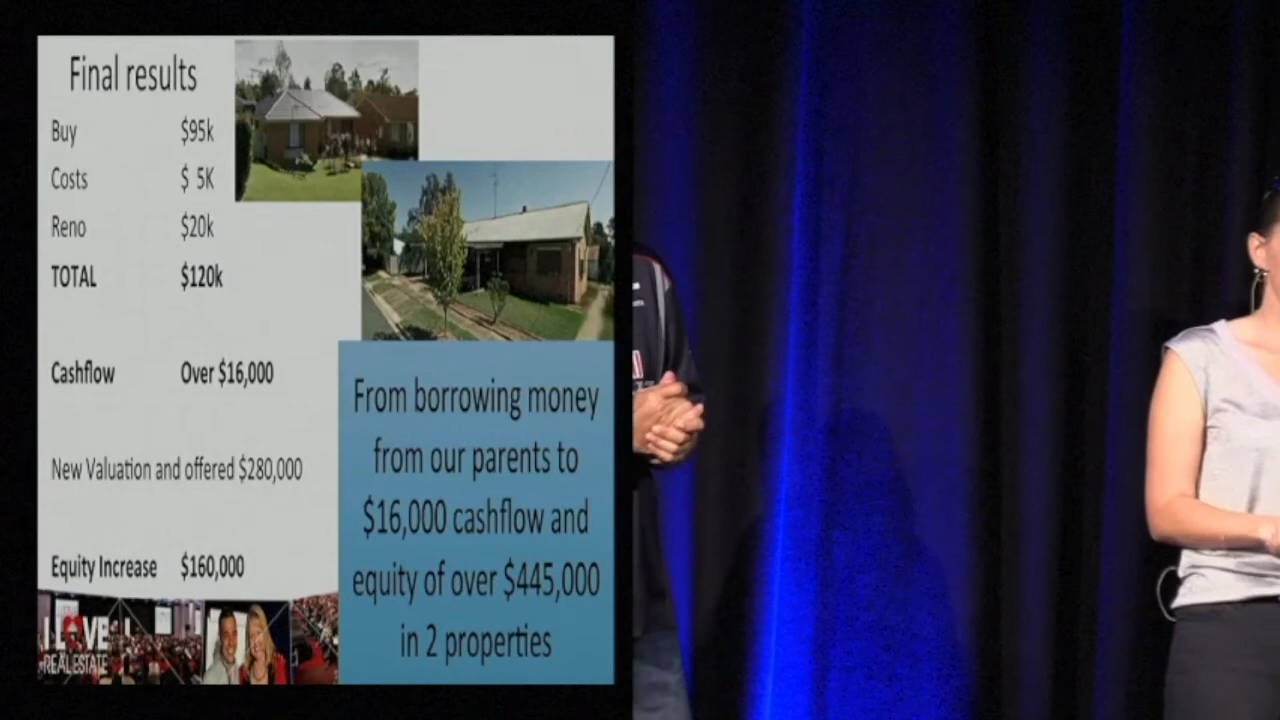 Final results
Buy $95k
Costs $ 5K
Reno $20k
TOTAL $120k
Cashflow Over $16,000
New Valuation and offered $280,000
Equity Increase $160,000
From borrowing money
from our parents to
$16,000 cashflow and
equity of over $445,000
in 2 properties
I LOVE
REAL ESTATE